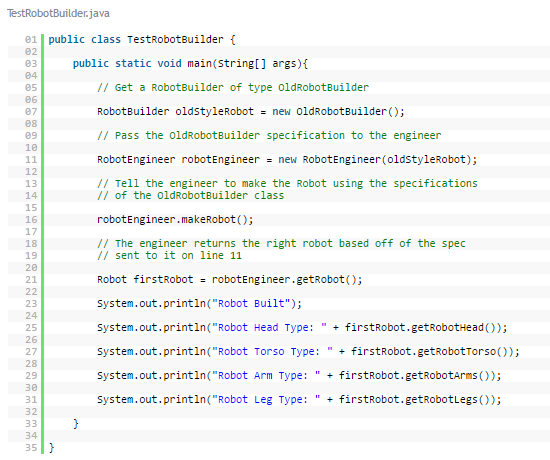 TestRobotBuilder.java
01 public class TestRobotBuilder {
02
03     public static void main(String[] args){
04
05         // Get a RobotBuilder of type OldRobotBuilder
06
07         RobotBuilder oldStyleRobot = new OldRobotBuilder();
08
09         // Pass the OldRobotBuilder specification to the engineer
10
11         RobotEngineer robotEngineer = new RobotEngineer(oldStyleRobot);
12
13         // Tell the engineer to make the Robot using the specifications
14         // of the OldRobotBuilder class
15
16         robotEngineer.makeRobot();
17
18         // The engineer returns the right robot based off of the spec
19         // sent to it on line 11
20
21         Robot firstRobot = robotEngineer.getRobot();
22
23         System.out.println("Robot Built");
24
25         System.out.println("Robot Head Type: " + firstRobot.getRobotHead());
26
27         System.out.println("Robot Torso Type: " + firstRobot.getRobotTorso());
28
29         System.out.println("Robot Arm Type: " + firstRobot.getRobotArms());
30
31         System.out.println("Robot Leg Type: " + firstRobot.getRobotLegs());
32
33     }
34
35 }